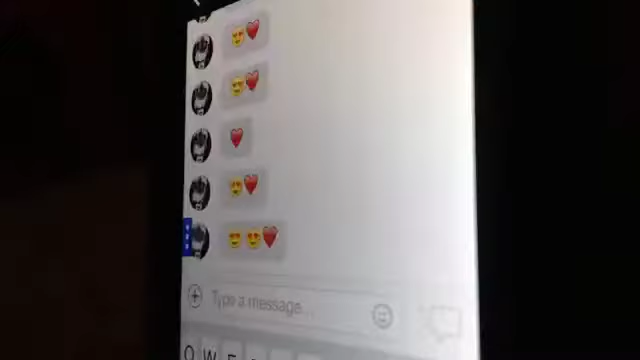 😍❤️
😍❤️
❤️
😍❤️
😍😍❤️
Type a message...
Q W E